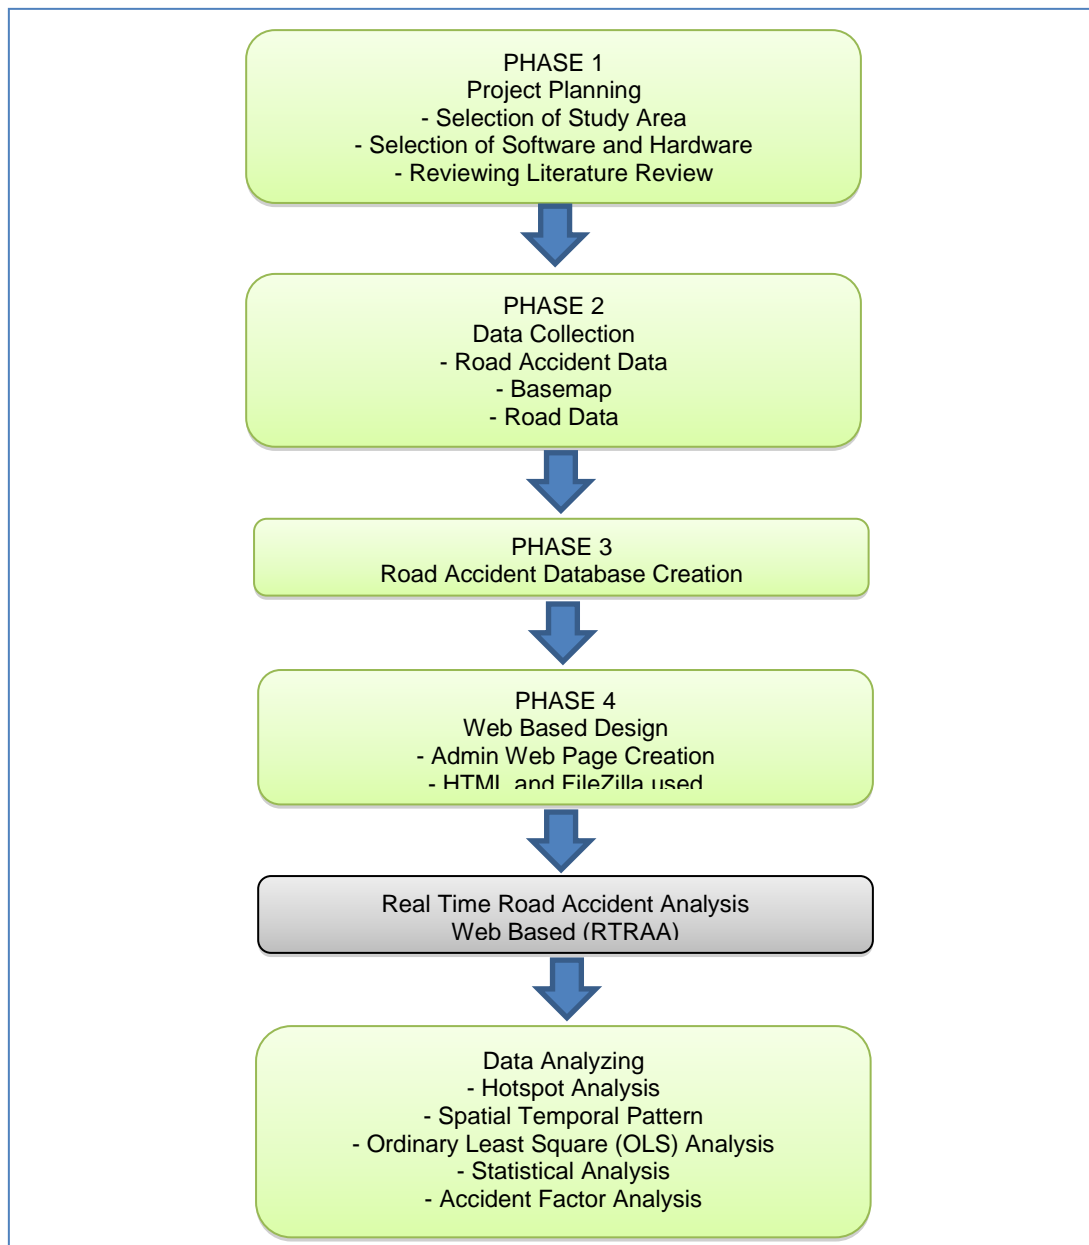 PHASE 1
Project Planning
- Selection of Study Area
- Selection of Software and Hardware
- Reviewing Literature Review
PHASE 2
Data Collection
- Road Accident Data
- Basemap
- Road Data
PHASE 3
Road Accident Database Creation
PHASE 4
Web Based Design
- Admin Web Page Creation
- HTML and FileZilla used
Real Time Road Accident Analysis
Web Based (RTRAA)
Data Analyzing
- Hotspot Analysis
- Spatial Temporal Pattern
- Ordinary Least Square (OLS) Analysis
- Statistical Analysis
- Accident Factor Analysis